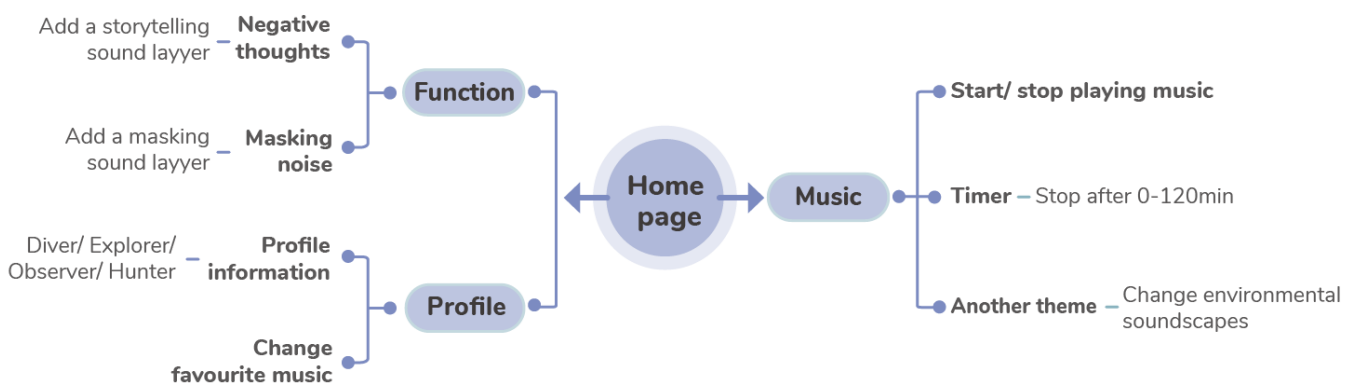 Add a storytelling
sound layyer
Negative
thoughts
Add a masking
sound layyer
Masking
noise
Function
Diver/ Explorer/
Observer/ Hunter
Profile
information
Change
favourite music
Profile
Home
page
Music
Start/ stop playing music
Timer
Stop after 0-120min
Another theme
Change environmental
soundscapes